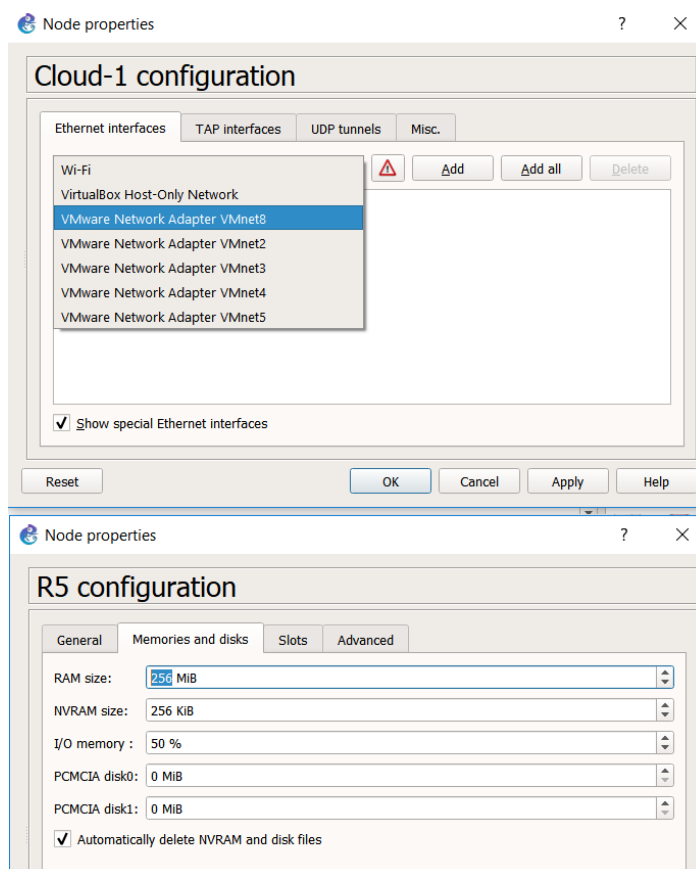 Node properties ? ×
Cloud-1 configuration
Ethernet interfaces TAP interfaces UDP tunnels Misc.
Wi-Fi Add Add all Delete
VirtualBox Host-Only Network
VMware Network Adapter VMnet8
VMware Network Adapter VMnet2
VMware Network Adapter VMnet3
VMware Network Adapter VMnet4
VMware Network Adapter VMnet5
Show special Ethernet interfaces
Reset OK Cancel Apply Help
Node properties ? ×
R5 configuration
General Memories and disks Slots Advanced
RAM size: 256 MiB
NVRAM size: 256 KiB
I/O memory : 50 %
PCMCIA disk0: 0 MiB
PCMCIA disk1: 0 MiB
Automatically delete NVRAM and disk files